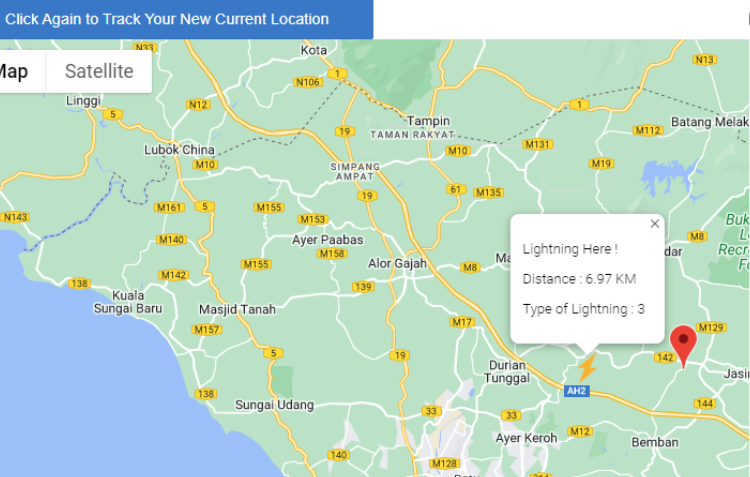 Click Again to Track Your New Current Location
Map
Satellite
N33
Kota
1
N106
N13
Linggi
5
N12
1
Tampin
TAMAN RAKYAT
19
M112
Batang Melak
M131
Lubok China
M10
M10
M19
SIMPANG
AMPAT
19
61
M135
M161
5
M155
N143
M153
Lightning Here !
M8
Buk
M140
Ayer Paabas
M158
dar
Recre
M155
Alor Gajah
M8
Ma
Distance : 6.97 KM
M142
138
139
Kuala
Sungai Baru
Masjid Tanah
Type of Lightning : 3
M17
M157
M129
5
19
142
Durian
Tunggal
Jasi
AH2
138
Sungai Udang
33
33
144
M12
Ayer Keroh
Bemban
140
M128